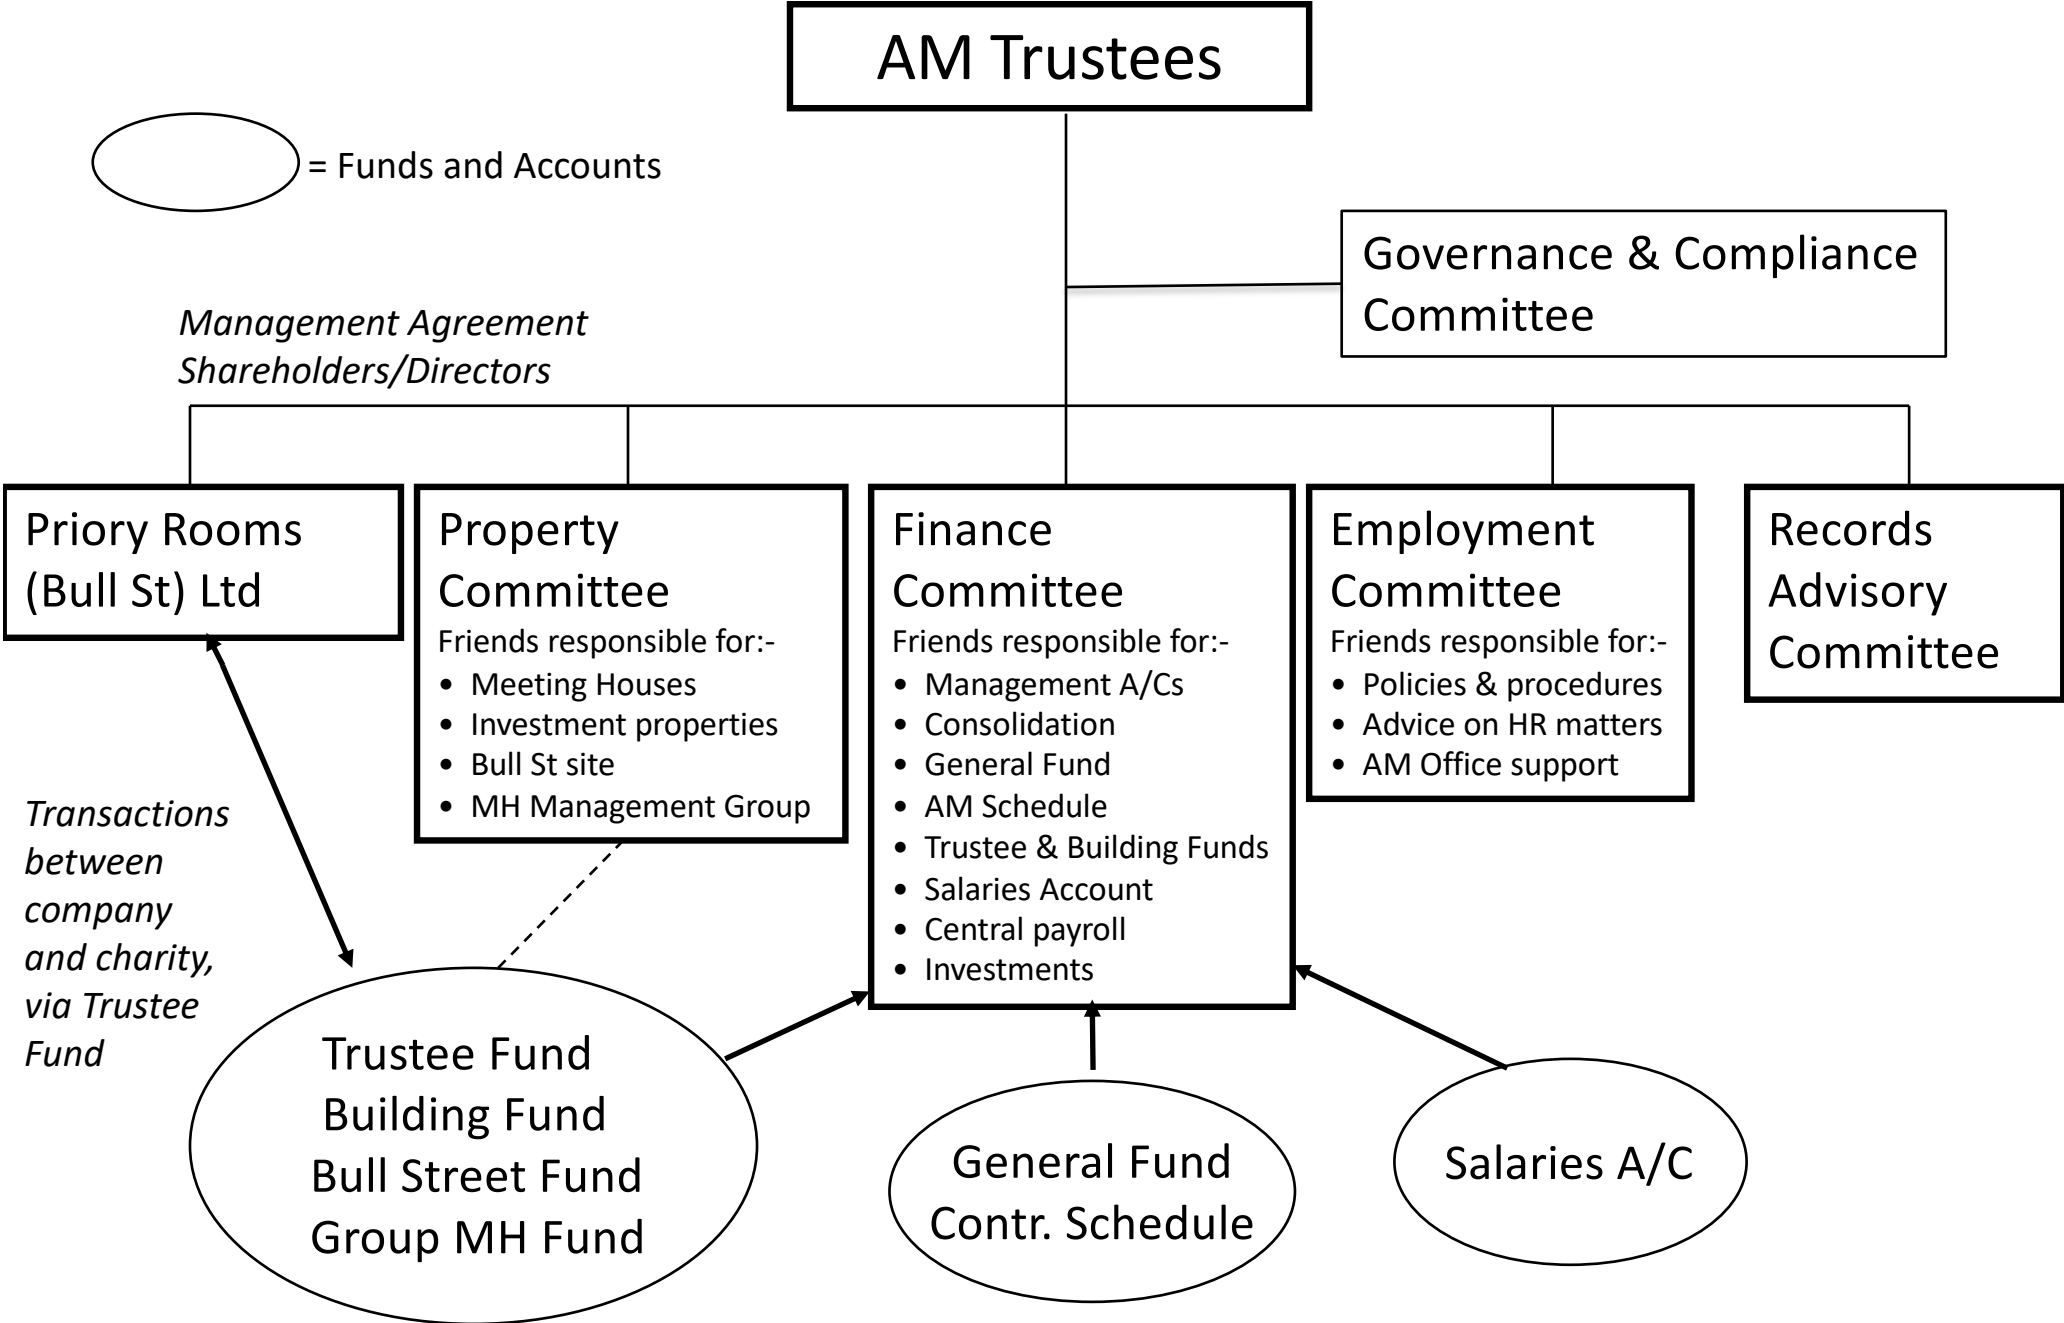 AM Trustees
= Funds and Accounts
Governance & Compliance
Committee
Management Agreement
Shareholders/Directors
Priory Rooms
(Bull St) Ltd
Property
Committee
Friends responsible for:-
• Meeting Houses
• Investment properties
• Bull St site
• MH Management Group
Finance
Committee
Friends responsible for:-
• Management A/Cs
• Consolidation
• General Fund
• AM Schedule
• Trustee & Building Funds
• Salaries Account
• Central payroll
• Investments
Employment
Committee
Friends responsible for:-
• Policies & procedures
• Advice on HR matters
• AM Office support
Records
Advisory
Committee
Transactions
between
company
and charity,
via Trustee
Fund
Trustee Fund
Building Fund
Bull Street Fund
Group MH Fund
General Fund
Contr. Schedule
Salaries A/C